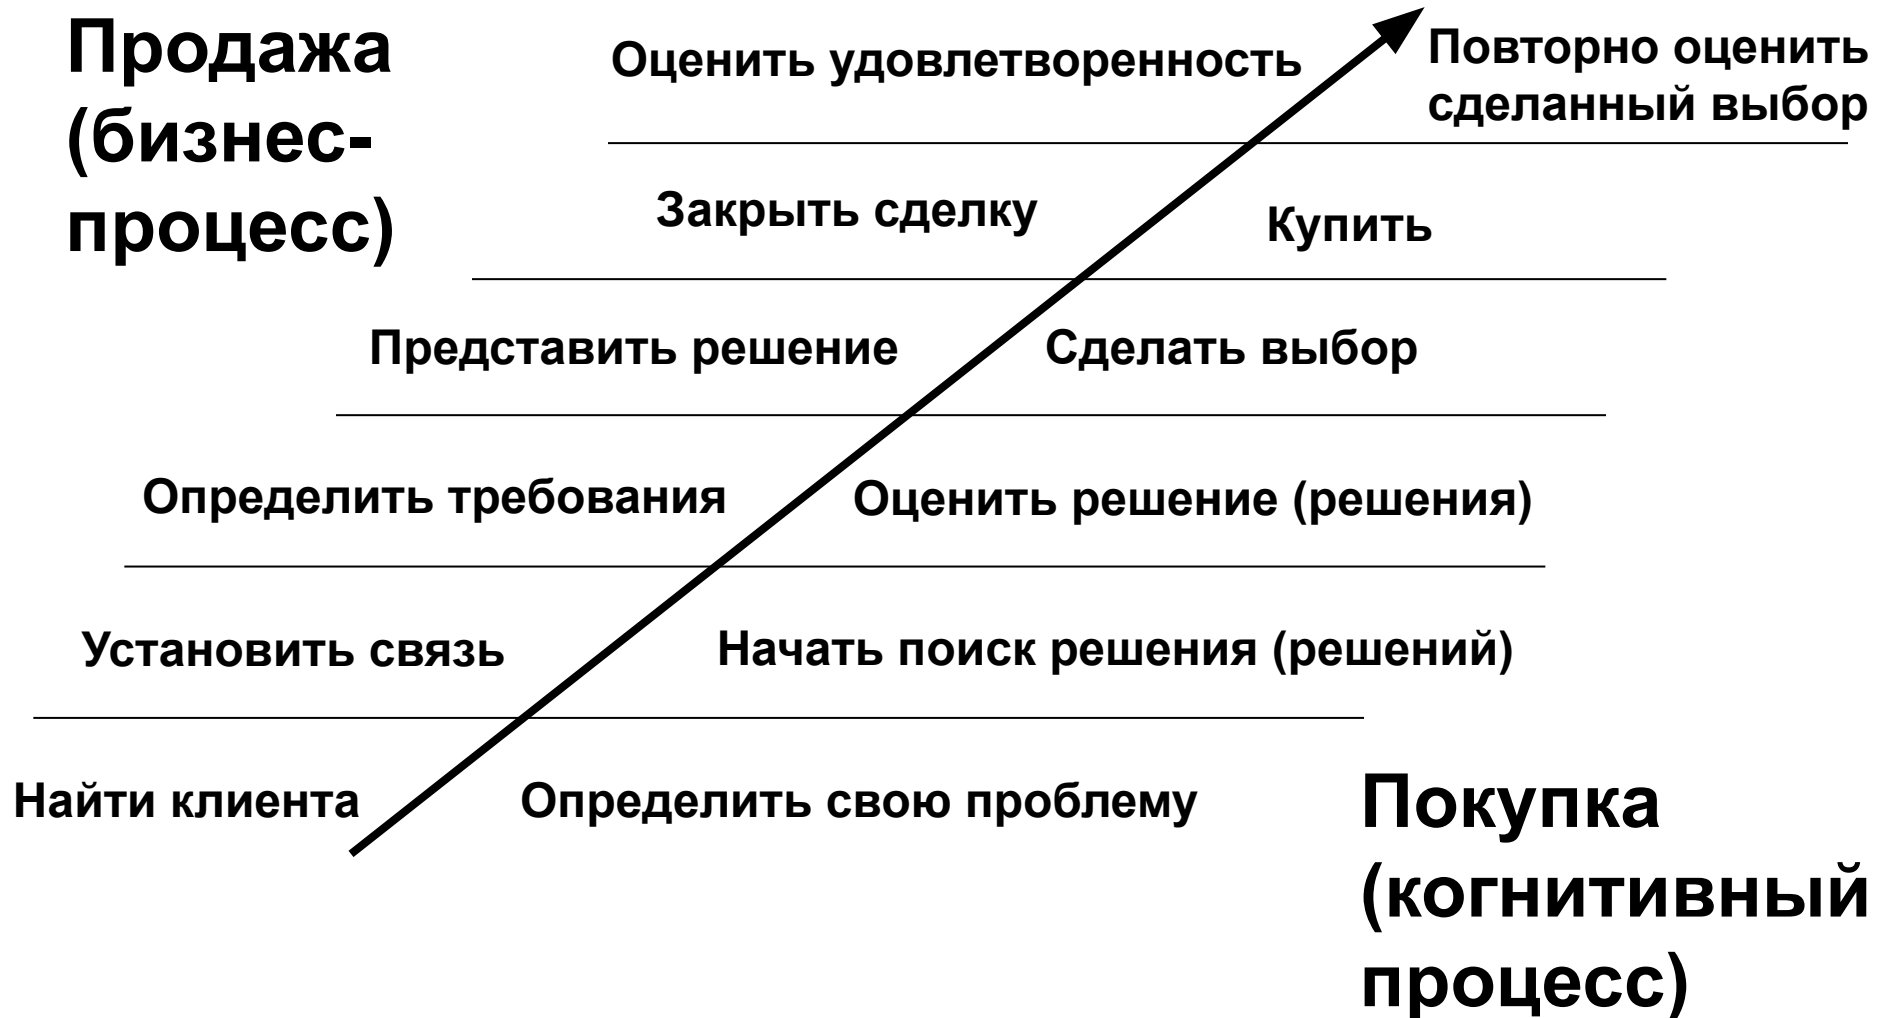 Продажа
(бизнес-
процесс)
Оценить удовлетворенность
Повторно оценить
сделанный выбор
Закрыть сделку
Купить
Представить решение
Сделать выбор
Определить требования
Оценить решение (решения)
Установить связь
Начать поиск решения (решений)
Найти клиента
Определить свою проблему
Покупка
(когнитивный
процесс)